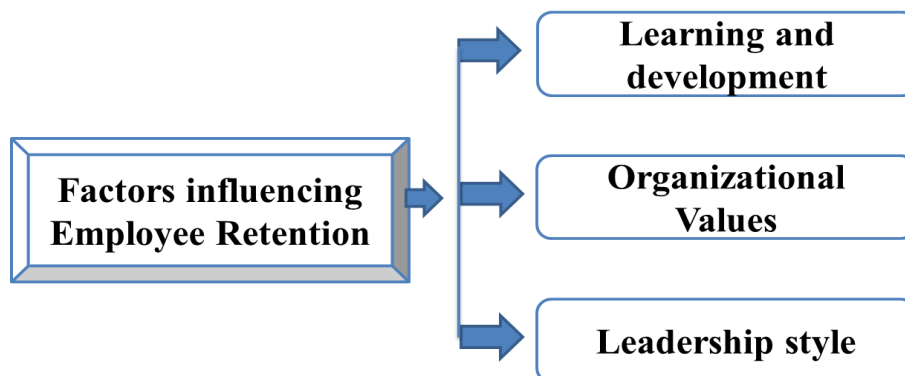 Factors influencing
Employee Retention
Learning and
development
Organizational
Values
Leadership style